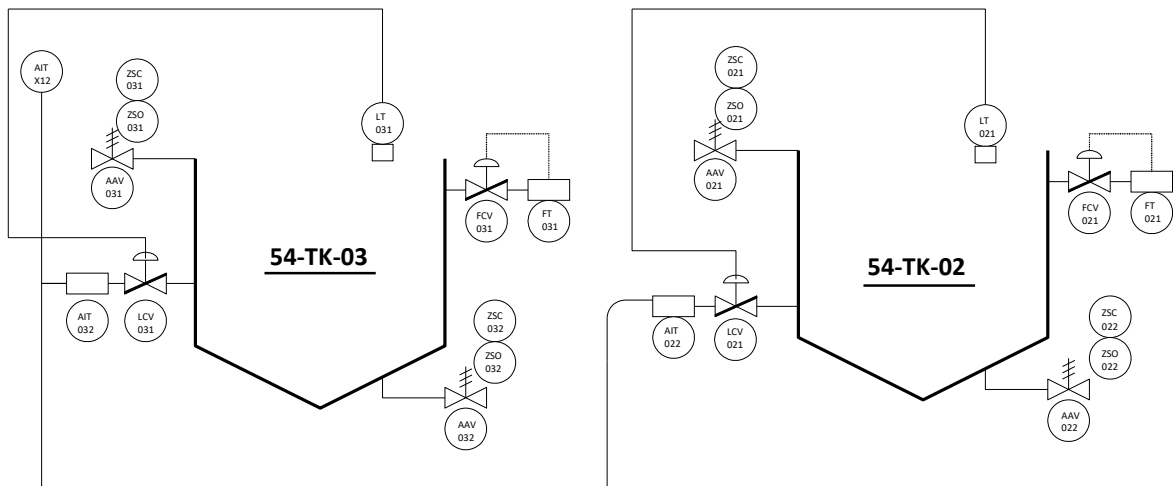 AIT
X12
ZSC
031
ZSO
031
AAV
031
LT
031
FCV
031
FT
031
54-TK-03
AIT
032
LCV
031
ZSC
032
ZSO
032
AAV
032
ZSC
021
ZSO
021
AAV
021
LT
021
FCV
021
FT
021
54-TK-02
AIT
022
LCV
021
ZSC
022
ZSO
022
AAV
022